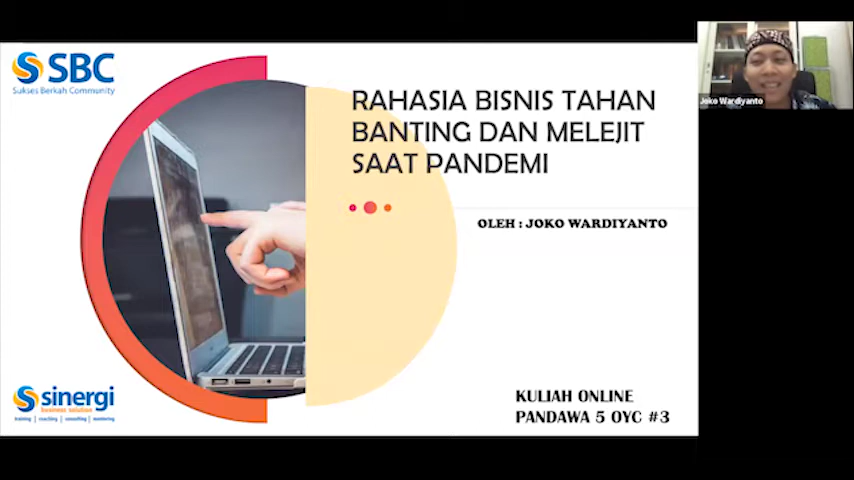 SBC
Sukses Berkah Community
RAHASIA BISNIS TAHAN
BANTING DAN MELEJIT
SAAT PANDEMI
OLEH : JOKO WARDIYANTO
Joko Wardiyanto
sinergi
business solution
training | coaching | consulting | mentoring
KULIAH ONLINE
PANDAWA 5 OYC #3